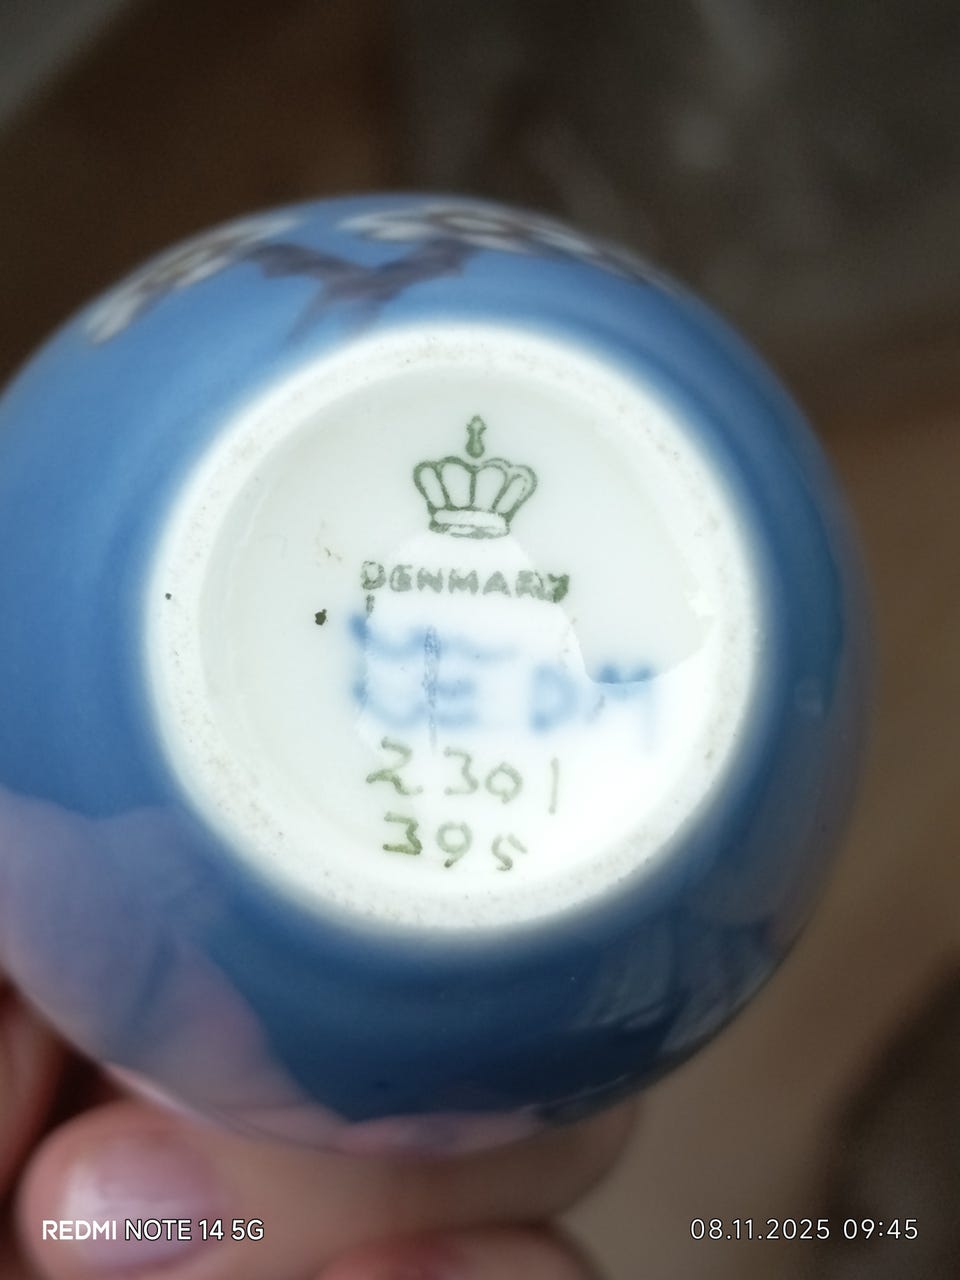 DENMARK
2301
395
REDMI NOTE 14 5G
08.11.2025 09:45